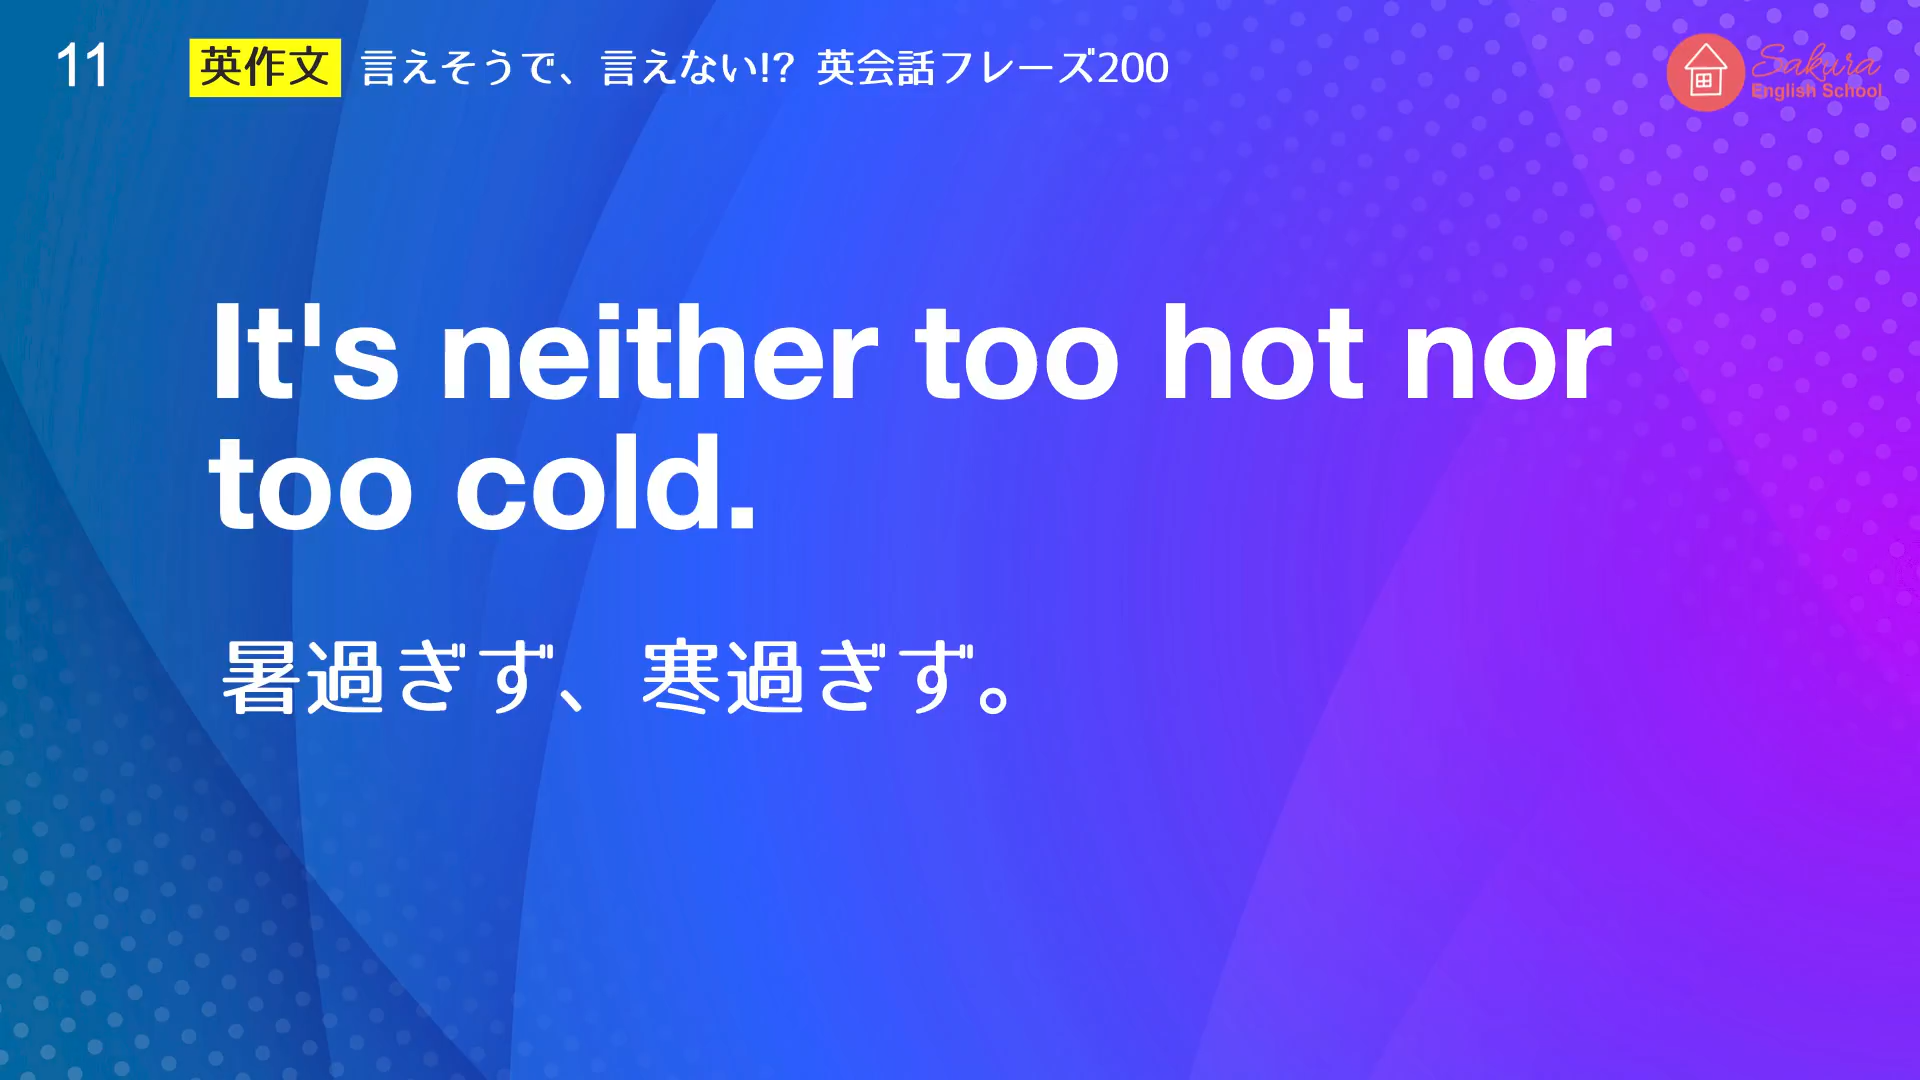 11
英作文 言えそうで、言えない!? 英会話フレーズ200
Sakura
English School
It's neither too hot nor
too cold.
暑過ぎず、寒過ぎず。